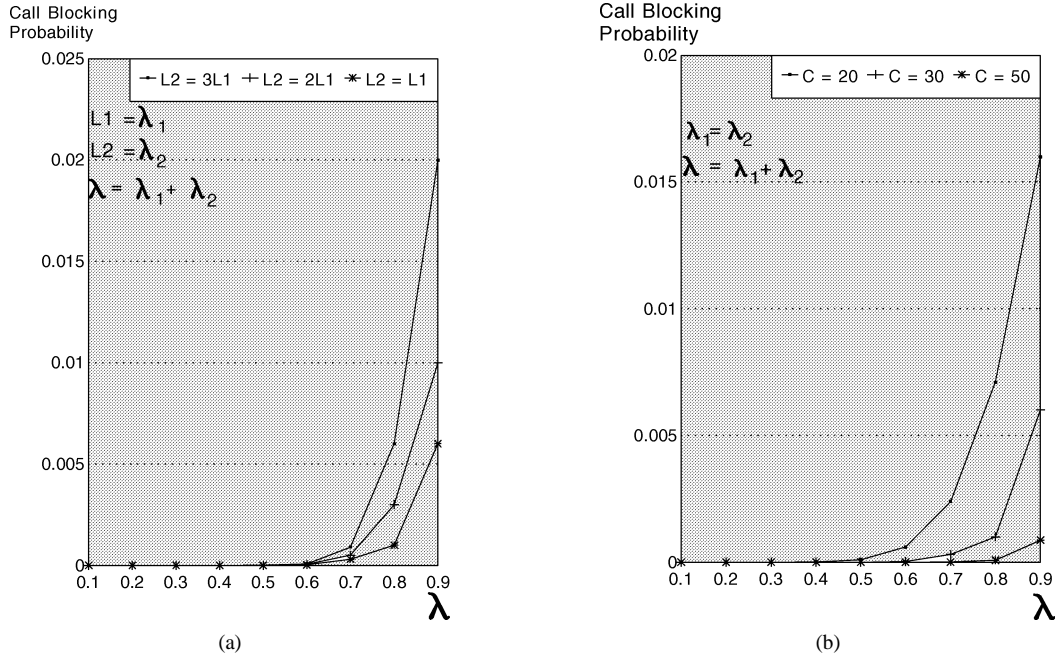 Call Blocking
Probability
0.025
L2 = 3L1 L2 = 2L1 L2 = L1
L1 = λ1
L2 = λ2
λ = λ1 + λ2
0.02
0.015
0.01
0.005
0
0.1 0.2 0.3 0.4 0.5 0.6 0.7 0.8 0.9
λ
(a)
Call Blocking
Probability
0.02
C = 20 C = 30 C = 50
λ1 = λ2
λ = λ1 + λ2
0.015
0.01
0.005
0
0.1 0.2 0.3 0.4 0.5 0.6 0.7 0.8 0.9
λ
(b)